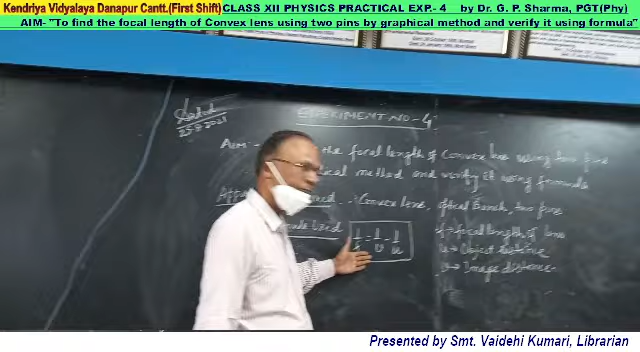 Kendriya Vidyalaya Danapur Cantt.(First Shift) CLASS XII PHYSICS PRACTICAL EXP.- 4 by Dr. G. P. Sharma, PGT(Phy)
AIM- "To find the focal length of Convex lens using two pins by graphical method and verify it using formula"
EXPERIMENT NO - 4
Dated
25-8-2021
AIM - the focal length of Convex lens using two pins
method and verify it using formula
Convex lens, optical bench, two pins
Used 1/f = 1/v - 1/u f → focal length of lens
u → Object distance
v → Image distance
Presented by Smt. Vaidehi Kumari, Librarian